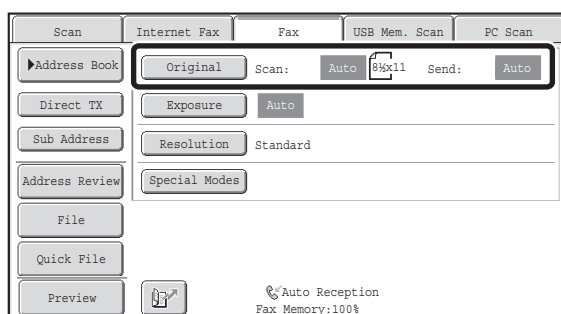 Scan Internet Fax Fax USB Mem. Scan PC Scan
Address Book Original Scan: Auto 8½x11 Send: Auto
Direct TX Exposure Auto
Sub Address Resolution Standard
Address Review Special Modes
File
Quick File
Preview Auto Reception
Fax Memory:100%